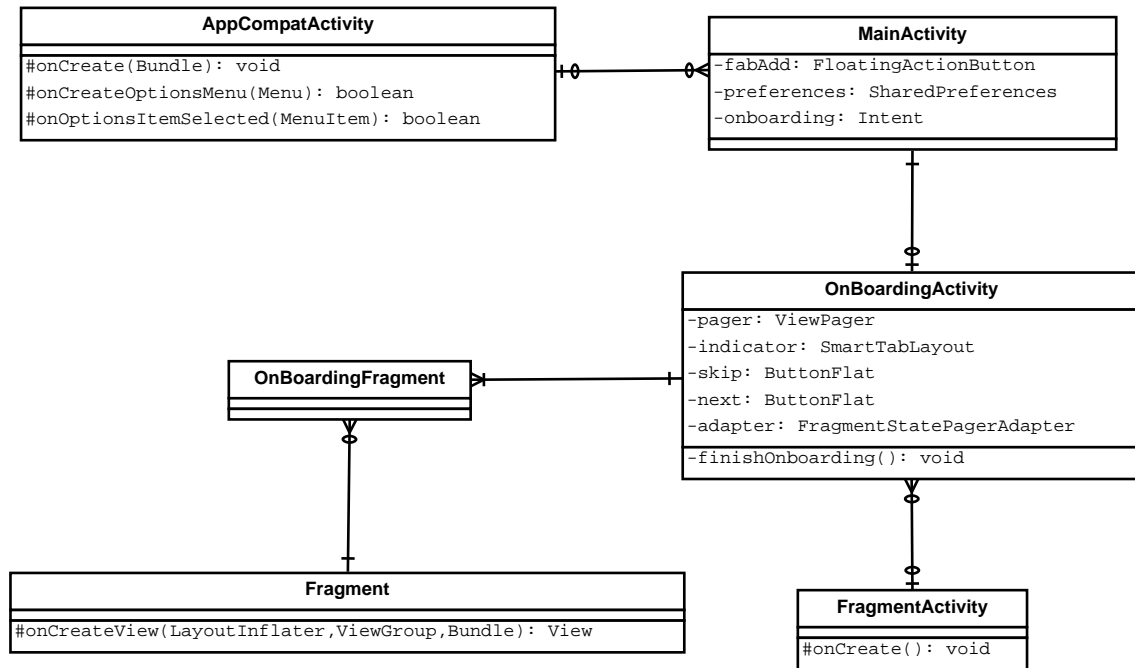 AppCompatActivity
#onCreate(Bundle): void
#onCreateOptionsMenu(Menu): boolean
#onOptionsItemSelected(MenuItem): boolean
MainActivity
-fabAdd: FloatingActionButton
-preferences: SharedPreferences
-onboarding: Intent
OnBoardingActivity
-pager: ViewPager
-indicator: SmartTabLayout
-skip: ButtonFlat
-next: ButtonFlat
-adapter: FragmentStatePagerAdapter
-finishOnboarding(): void
OnBoardingFragment
Fragment
#onCreateView(LayoutInflater,ViewGroup,Bundle): View
FragmentActivity
#onCreate(): void